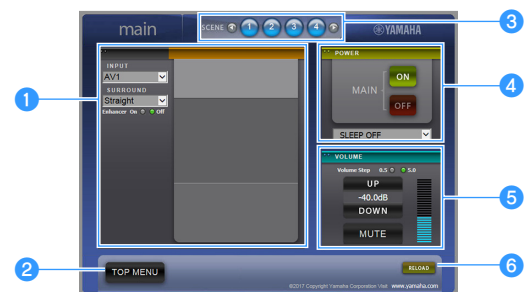 main
SCENE 1 2 3 4
YAMAHA
3
1
INPUT
AV1
SURROUND
Straight
Enhancer On Off
POWER
MAIN
ON
OFF
SLEEP OFF
4
VOLUME
Volume Step 0.5 5.0
UP
-40.0dB
DOWN
MUTE
5
2
TOP MENU
RELOAD
6
©2017 Copyright Yamaha Corporation Visit www.yamaha.com